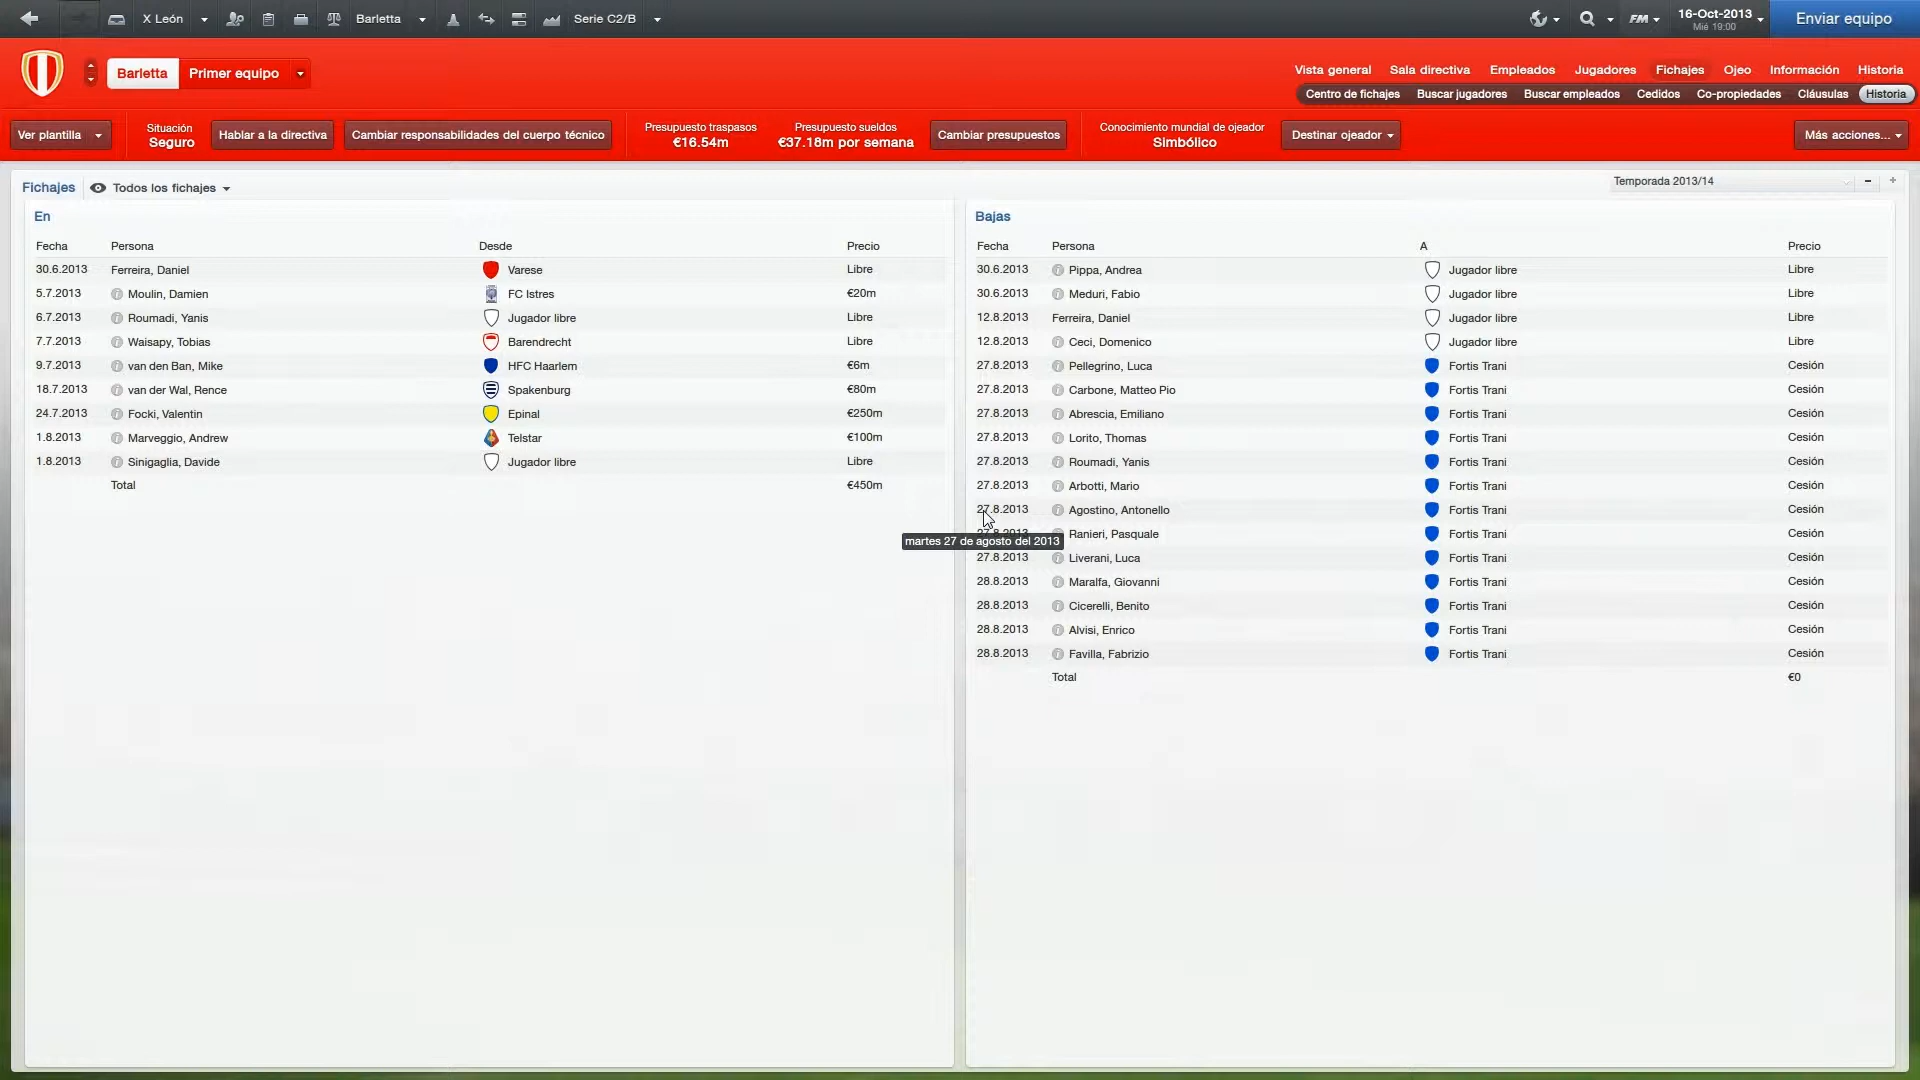 X León
Barletta
Serie C2/B
FM
16-Oct-2013
Mié 19:00
Enviar equipo
Barletta
Primer equipo
Vista general
Sala directiva
Empleados
Jugadores
Fichajes
Ojeo
Información
Historia
Centro de fichajes
Buscar jugadores
Buscar empleados
Cedidos
Co-propiedades
Cláusulas
Historia
Ver plantilla
Situación
Seguro
Hablar a la directiva
Cambiar responsabilidades del cuerpo técnico
Presupuesto traspasos
€16.54m
Presupuesto sueldos
€37.18m por semana
Cambiar presupuestos
Conocimiento mundial de ojeador
Simbólico
Destinar ojeador
Más acciones...
Fichajes
Todos los fichajes
Temporada 2013/14
En
Fecha Persona Desde Precio
30.6.2013 Ferreira, Daniel Varese Libre
5.7.2013 Moulin, Damien FC Istres €20m
6.7.2013 Roumadi, Yanis Jugador libre Libre
7.7.2013 Waisapy, Tobias Barendrecht Libre
9.7.2013 van den Ban, Mike HFC Haarlem €6m
18.7.2013 van der Wal, Rence Spakenburg €80m
24.7.2013 Focki, Valentin Epinal €250m
1.8.2013 Marveggio, Andrew Telstar €100m
1.8.2013 Sinigaglia, Davide Jugador libre Libre
Total €450m
Bajas
Fecha Persona A Precio
30.6.2013 Pippa, Andrea Jugador libre Libre
30.6.2013 Meduri, Fabio Jugador libre Libre
12.8.2013 Ferreira, Daniel Jugador libre Libre
12.8.2013 Ceci, Domenico Jugador libre Libre
27.8.2013 Pellegrino, Luca Fortis Trani Cesión
27.8.2013 Carbone, Matteo Pio Fortis Trani Cesión
27.8.2013 Abrescia, Emiliano Fortis Trani Cesión
27.8.2013 Lorito, Thomas Fortis Trani Cesión
27.8.2013 Roumadi, Yanis Fortis Trani Cesión
27.8.2013 Arbotti, Mario Fortis Trani Cesión
27.8.2013 Agostino, Antonello Fortis Trani Cesión
27.8.2013 Ranieri, Pasquale Fortis Trani Cesión
martes 27 de agosto del 2013
27.8.2013 Liverani, Luca Fortis Trani Cesión
28.8.2013 Maralfa, Giovanni Fortis Trani Cesión
28.8.2013 Cicerelli, Benito Fortis Trani Cesión
28.8.2013 Alvisi, Enrico Fortis Trani Cesión
28.8.2013 Favilla, Fabrizio Fortis Trani Cesión
Total €0